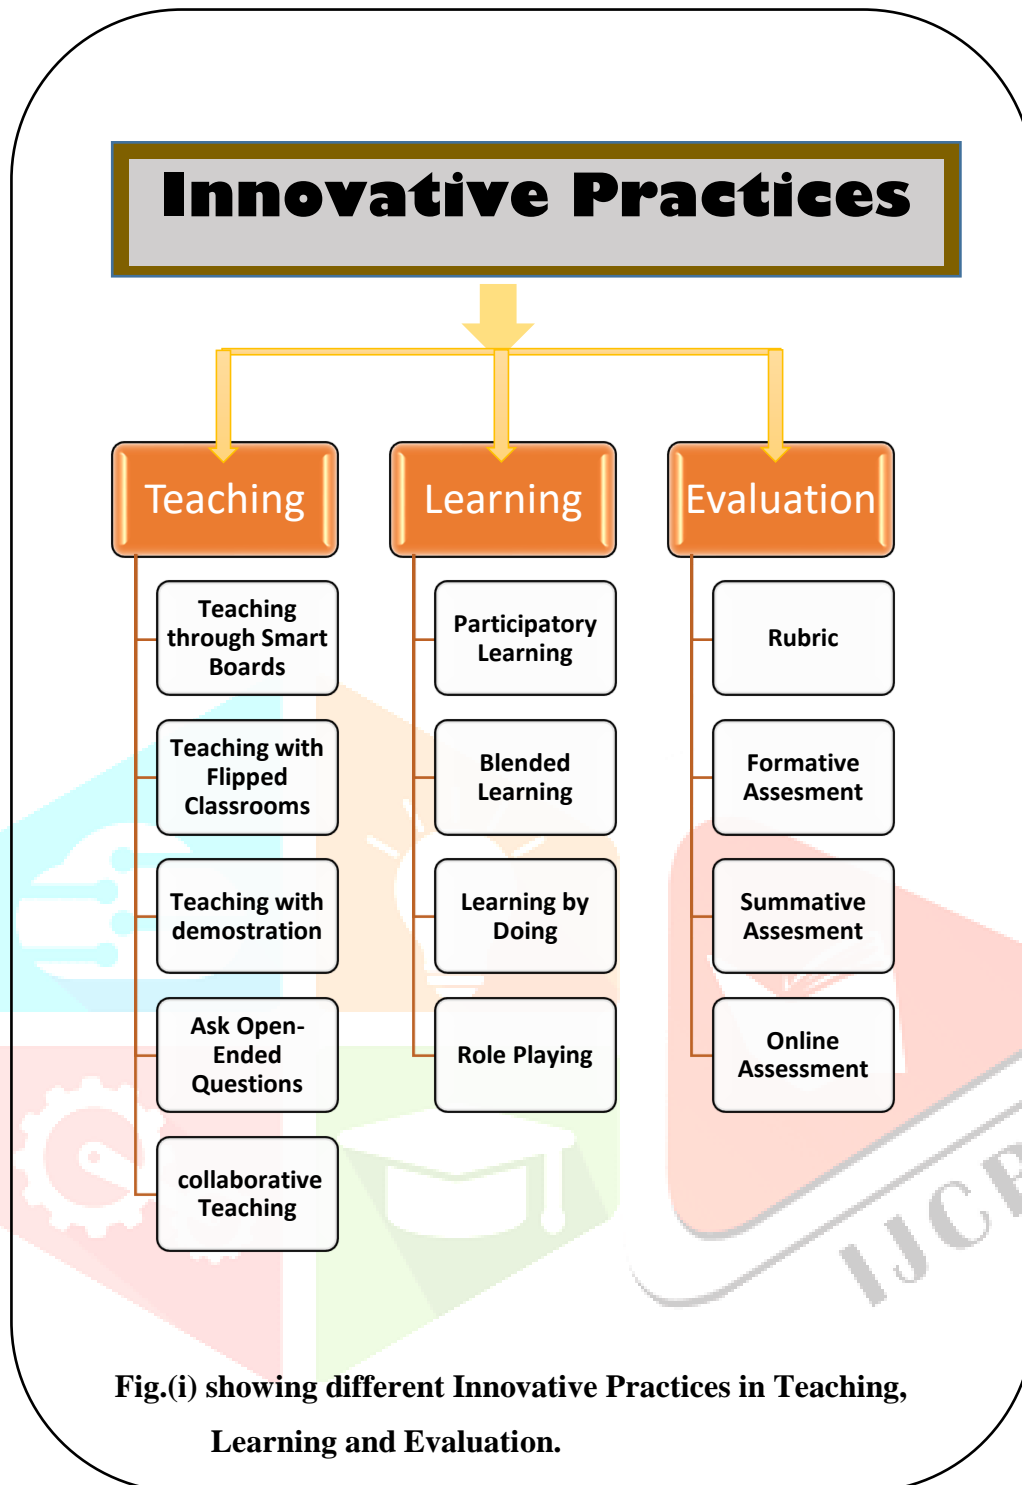 Innovative Practices
Teaching
Learning
Evaluation
Teaching
through Smart
Boards
Teaching with
Flipped
Classrooms
Teaching with
demostration
Ask Open-
Ended
Questions
collaborative
Teaching
Participatory
Learning
Blended
Learning
Learning by
Doing
Role Playing
Rubric
Formative
Assesment
Summative
Assesment
Online
Assessment
Fig.(i) showing different Innovative Practices in Teaching,
Learning and Evaluation.